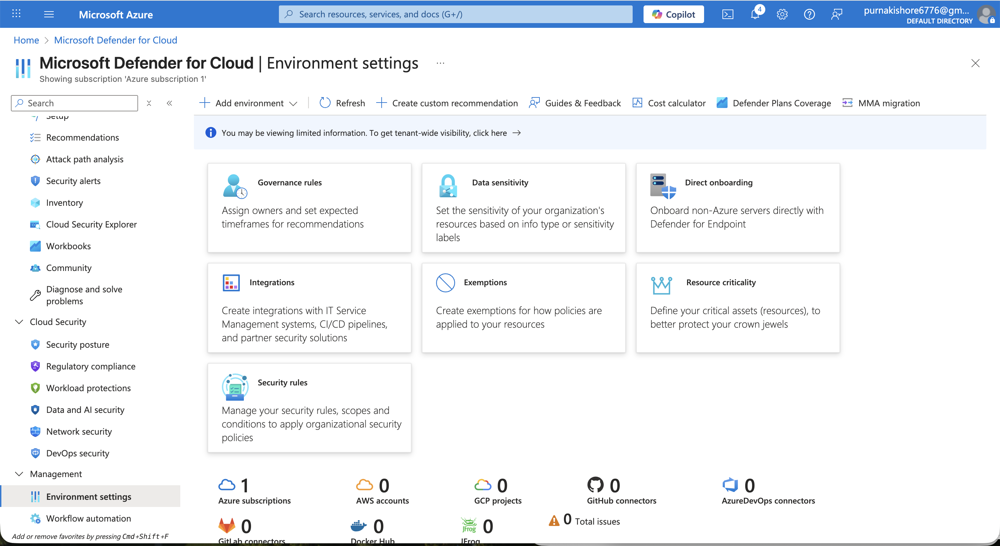 Microsoft Azure
Search resources, services, and docs (G+/)
Copilot
4
purnakishore6776@gm...
DEFAULT DIRECTORY
Home > Microsoft Defender for Cloud
Microsoft Defender for Cloud | Environment settings ...
Showing subscription 'Azure subscription 1'
Search
Add environment
Refresh
Create custom recommendation
Guides & Feedback
Cost calculator
Defender Plans Coverage
MMA migration
You may be viewing limited information. To get tenant-wide visibility, click here →
Setup
Recommendations
Attack path analysis
Security alerts
Inventory
Cloud Security Explorer
Workbooks
Community
Diagnose and solve
problems
Cloud Security
Security posture
Regulatory compliance
Workload protections
Data and AI security
Network security
DevOps security
Management
Environment settings
Workflow automation
Add or remove favorites by pressing Cmd+Shift+F
Governance rules
Assign owners and set expected
timeframes for recommendations
Data sensitivity
Set the sensitivity of your organization's
resources based on info type or sensitivity
labels
Direct onboarding
Onboard non-Azure servers directly with
Defender for Endpoint
Integrations
Create integrations with IT Service
Management systems, CI/CD pipelines,
and partner security solutions
Exemptions
Create exemptions for how policies are
applied to your resources
Resource criticality
Define your critical assets (resources), to
better protect your crown jewels
Security rules
Manage your security rules, scopes and
conditions to apply organizational security
policies
1
Azure subscriptions
0
AWS accounts
0
GCP projects
0
GitHub connectors
0
AzureDevOps connectors
0
GitLab connectors
0
Docker Hub
JFrog
0
JFrog
0 Total issues